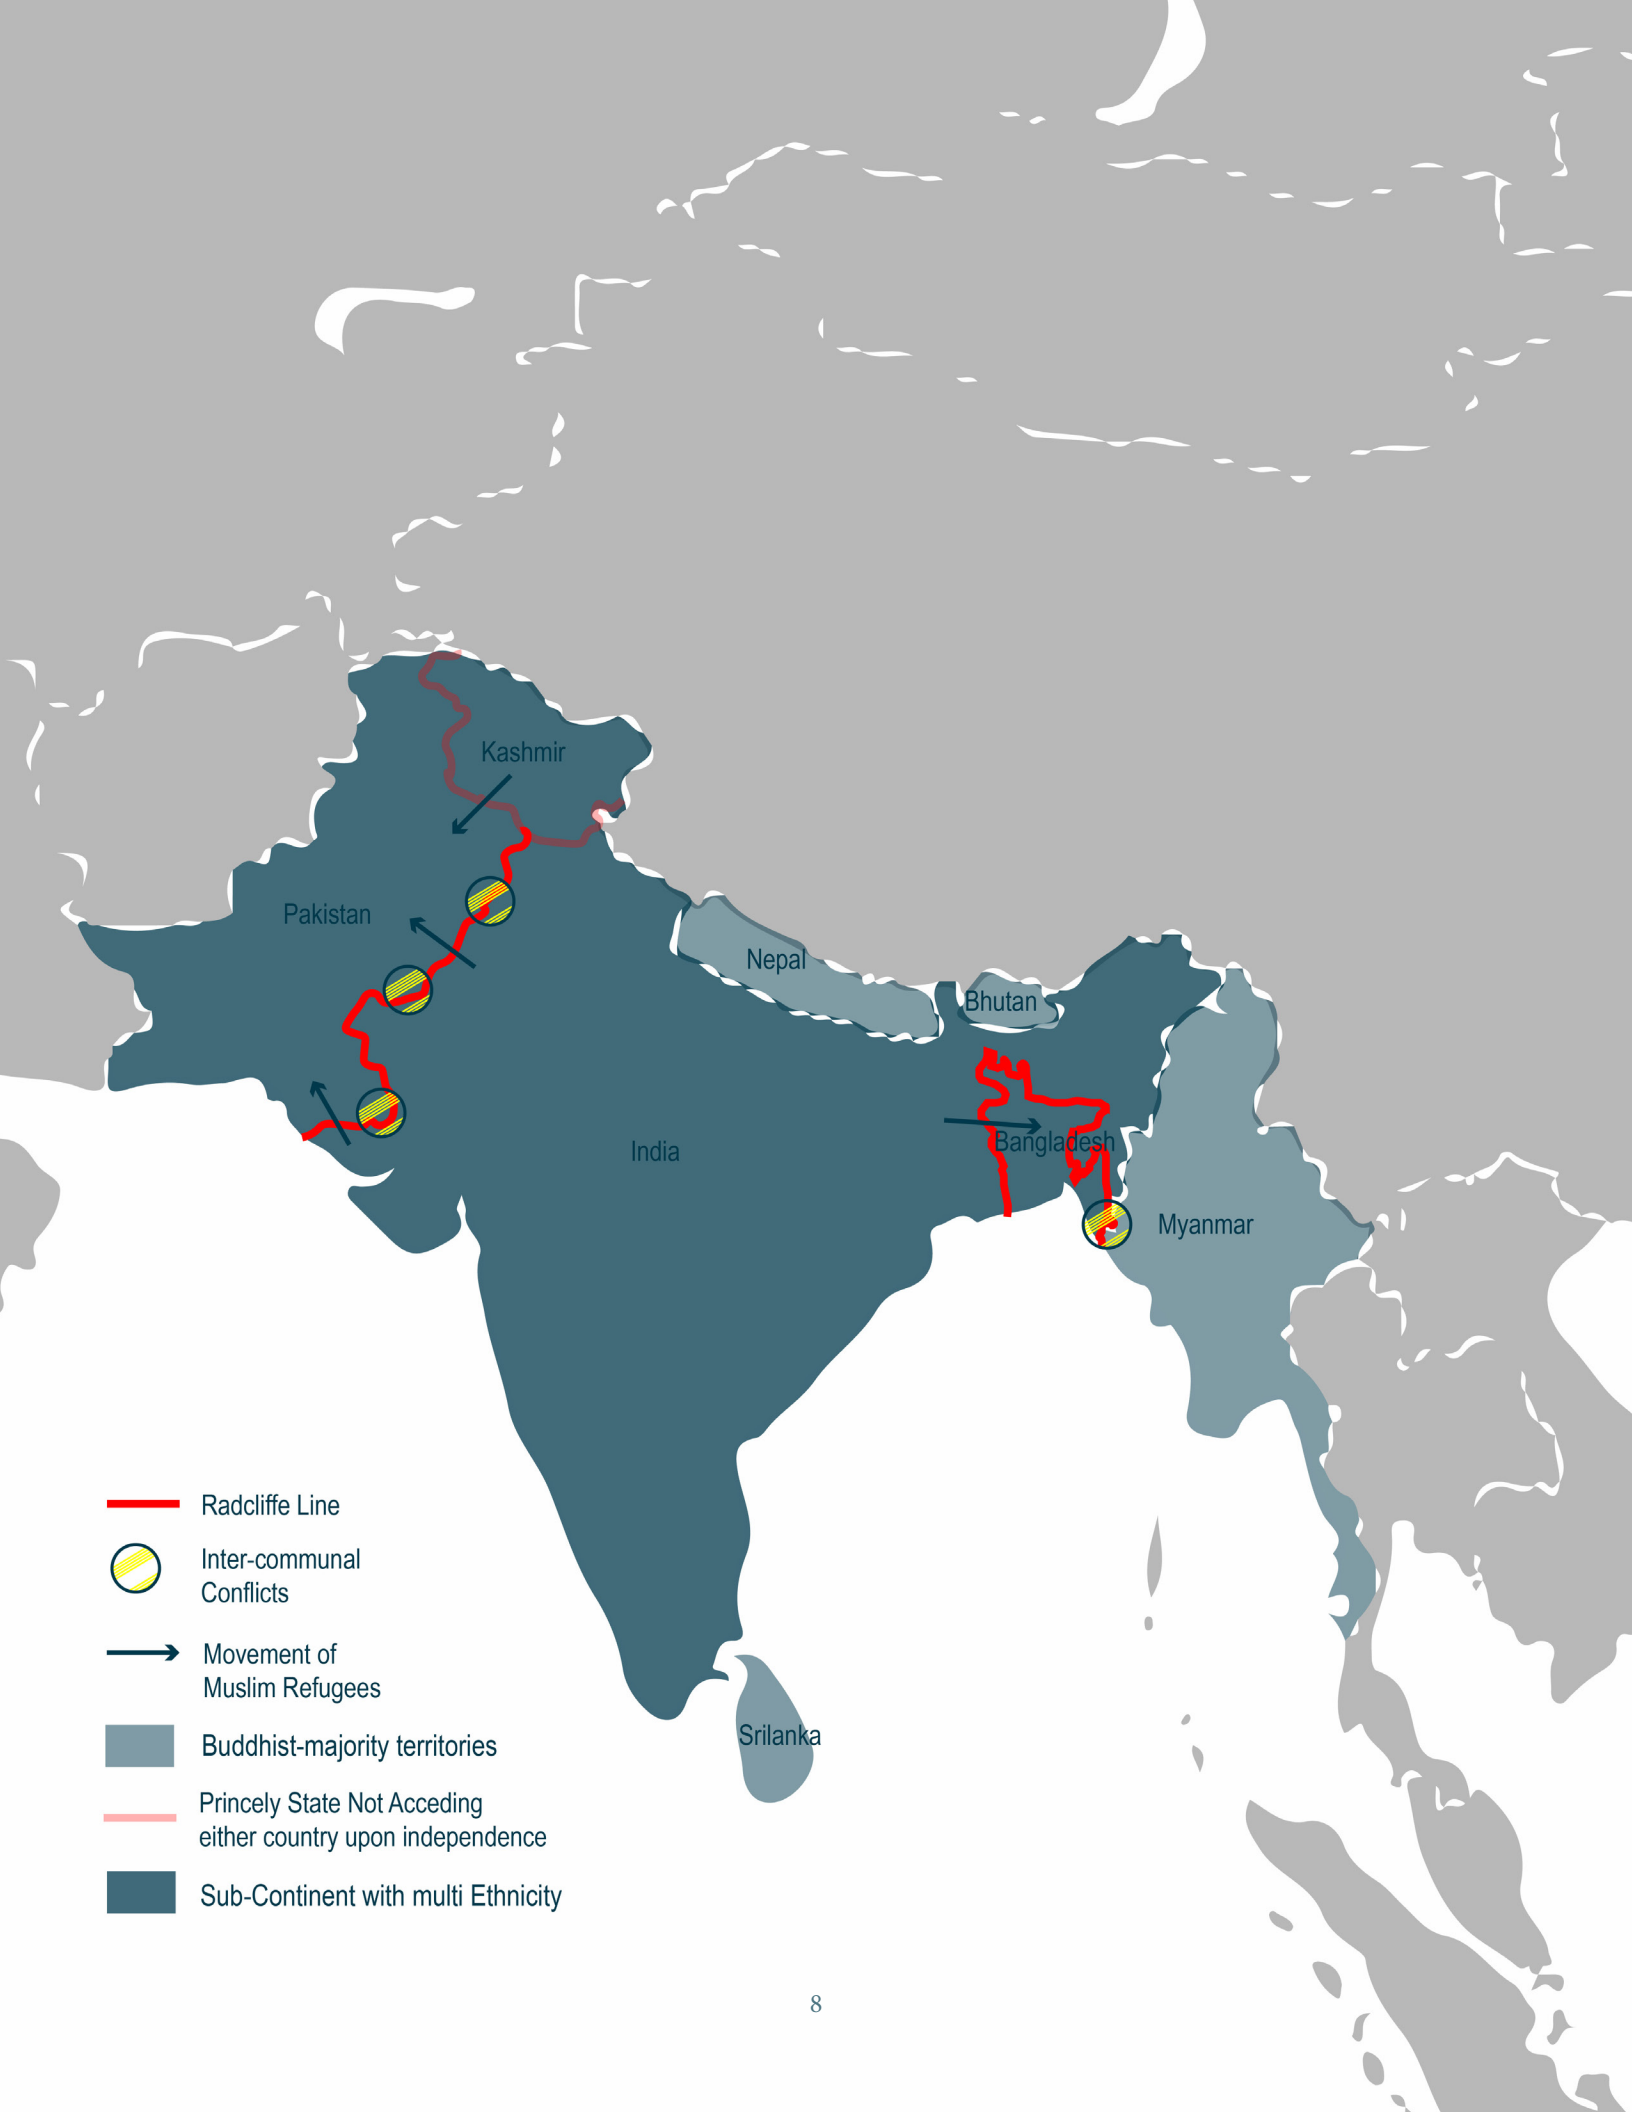 Kashmir
Pakistan
Nepal
Bhutan
Bangladesh
India
Myanmar
Radcliffe Line
Inter-communal
Conflicts
Movement of
Muslim Refugees
Srilanka
Buddhist-majority territories
Princely State Not Acceding
either country upon independence
Sub-Continent with multi Ethnicity
8